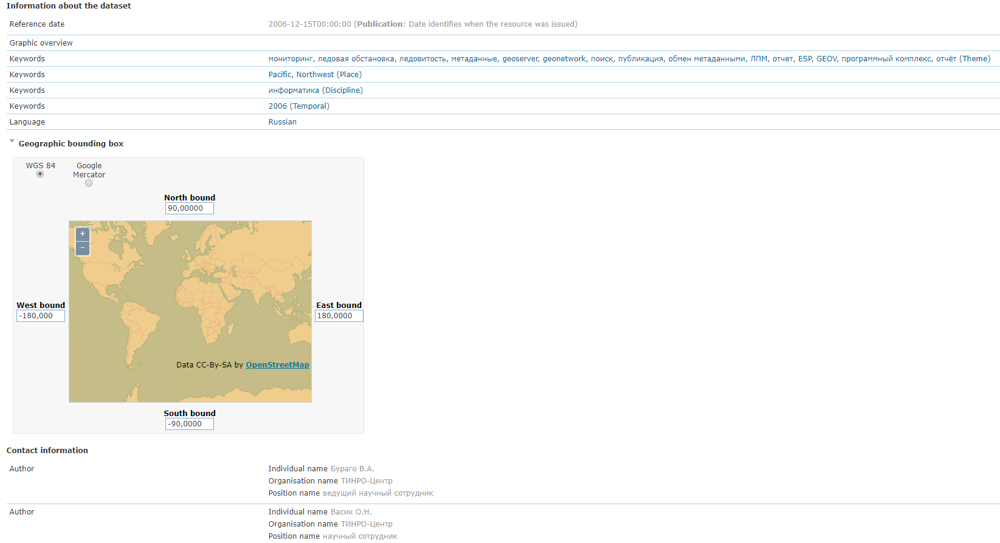 Information about the dataset
Reference date 2006-12-15T00:00:00 (Publication: Date identifies when the resource was issued)
Graphic overview
Keywords мониторинг, ледовая обстановка, ледовитость, метаданные, geoserver, geonetwork, поиск, публикация, обмен метаданными, ЛПМ, отчет, ESP, GEOV, программный комплекс, отчёт (Theme)
Keywords Pacific, Northwest (Place)
Keywords информатика (Discipline)
Keywords 2006 (Temporal)
Language Russian
Geographic bounding box
WGS 84 Google
Mercator
North bound
90,00000
+
-
West bound East bound
-180,000 180,0000
Data CC-By-SA by OpenStreetMap
South bound
-90,0000
Contact information
Author Individual name Бураго В.А.
Organisation name ТИНРО-Центр
Position name ведущий научный сотрудник
Author Individual name Васик О.Н.
Organisation name ТИНРО-Центр
Position name научный сотрудник